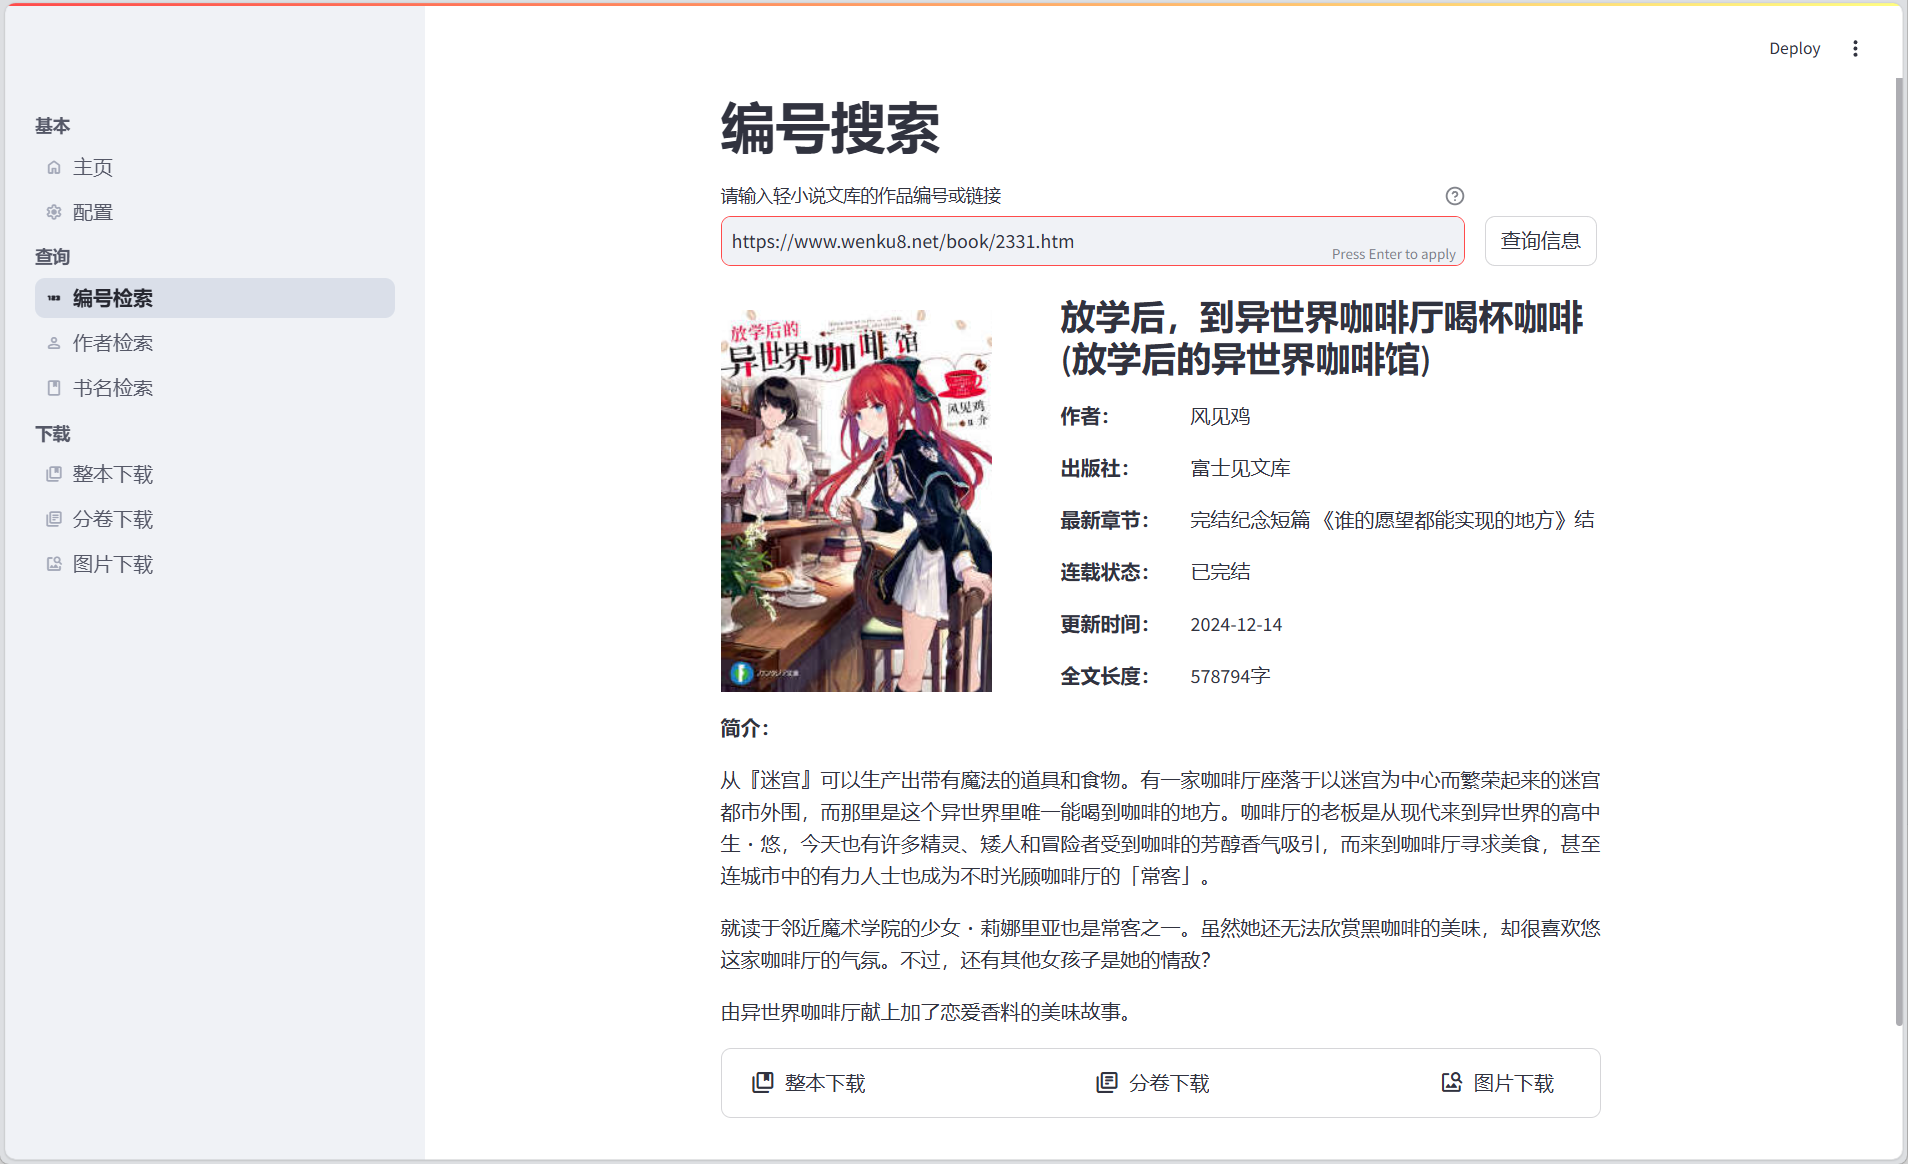 Deploy
基本
主页
配置
查询
编号检索
作者检索
书名检索
下载
整本下载
分卷下载
图片下载
编号搜索
请输入轻小说文库的作品编号或链接
https://www.wenku8.net/book/2331.htm
Press Enter to apply
查询信息
放学后的
异世界咖啡馆
风见鸡
放学后，到异世界咖啡厅喝杯咖啡
(放学后的异世界咖啡馆)
作者： 风见鸡
出版社： 富士见文库
最新章节： 完结纪念短篇 《谁的愿望都能实现的地方》结
连载状态： 已完结
更新时间： 2024-12-14
全文长度： 578794字
简介：
从『迷宫』可以生产出带有魔法的道具和食物。有一家咖啡厅座落于以迷宫为中心而繁荣起来的迷宫
都市外围，而那里是这个异世界里唯一能喝到咖啡的地方。咖啡厅的老板是从现代来到异世界的高中
生・悠，今天也有许多精灵、矮人和冒险者受到咖啡的芳醇香气吸引，而来到咖啡厅寻求美食，甚至
连城市中的有力人士也成为不时光顾咖啡厅的「常客」。
就读于邻近魔术学院的少女・莉娜里亚也是常客之一。虽然她还无法欣赏黑咖啡的美味，却很喜欢悠
这家咖啡厅的气氛。不过，还有其他女孩子是她的情敌？
由异世界咖啡厅献上加了恋爱香料的美味故事。
整本下载
分卷下载
图片下载